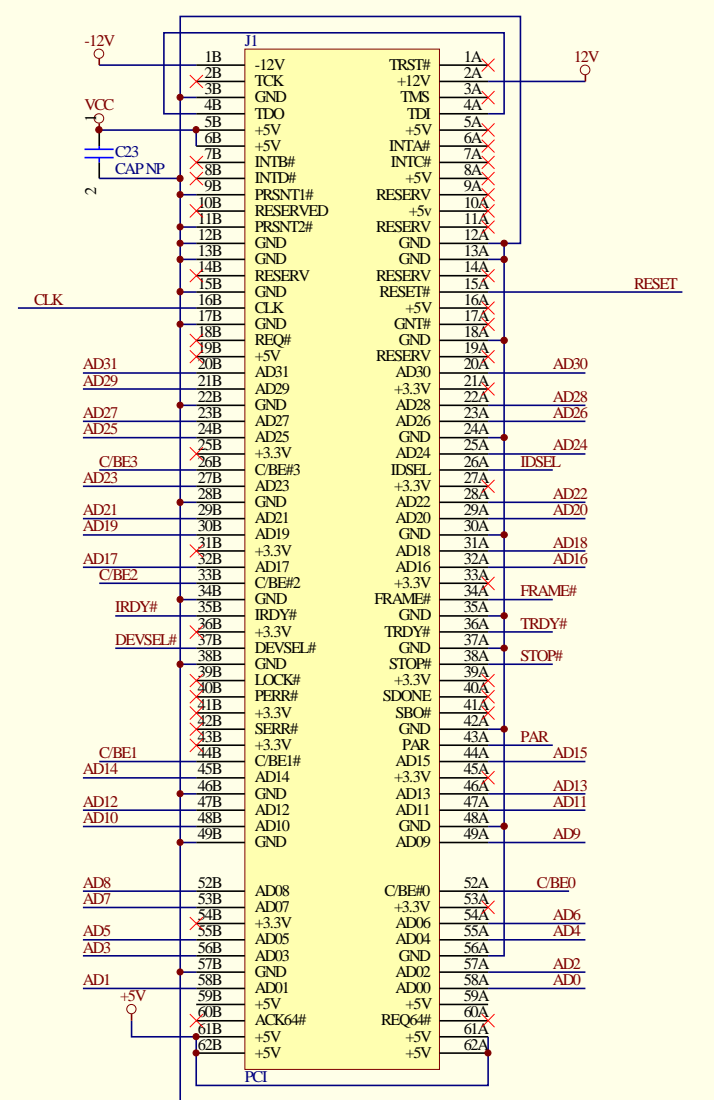 -12V
J1
12V
1B -12V TRST# 1A
2B TCK +12V 2A
3B GND TMS 3A
4B TDO TDI 4A
VCC
1
5B +5V +5V 5A
6B +5V INTA# 6A
C23
7B INTB# INTC# 7A
CAP NP
8B INTD# +5V 8A
2
9B PRSNT1# RESERV 9A
10B RESERVED +5v 10A
11B PRSNT2# RESERV 11A
12B GND GND 12A
13B GND GND 13A
14B RESERV RESERV 14A
15B GND RESET# 15A RESET
CLK 16B CLK +5V 16A
17B GND GNT# 17A
18B REQ# GND 18A
19B +5V RESERV 19A
AD31 20B AD31 AD30 20A AD30
AD29 21B AD29 +3.3V 21A
22B GND AD28 22A AD28
AD27 23B AD27 AD26 23A AD26
AD25 24B AD25 GND 24A
25B +3.3V AD24 25A AD24
C/BE3 26B C/BE#3 IDSEL 26A IDSEL
AD23 27B AD23 +3.3V 27A
28B GND AD22 28A AD22
AD21 29B AD21 AD20 29A AD20
AD19 30B AD19 GND 30A
31B +3.3V AD18 31A AD18
AD17 32B AD17 AD16 32A AD16
C/BE2 33B C/BE#2 +3.3V 33A
34B GND FRAME# 34A FRAME#
IRDY# 35B IRDY# GND 35A
36B +3.3V TRDY# 36A TRDY#
DEVSEL# 37B DEVSEL# GND 37A
38B GND STOP# 38A STOP#
39B LOCK# +3.3V 39A
40B PERR# SDONE 40A
41B +3.3V SBO# 41A
42B SERR# GND 42A
43B +3.3V PAR 43A PAR
C/BE1 44B C/BE1# AD15 44A AD15
AD14 45B AD14 +3.3V 45A
46B GND AD13 46A AD13
AD12 47B AD12 AD11 47A AD11
AD10 48B AD10 GND 48A
49B GND AD09 49A AD9
AD8 52B AD08 C/BE#0 52A C/BE0
AD7 53B AD07 +3.3V 53A
54B +3.3V AD06 54A AD6
AD5 55B AD05 AD04 55A AD4
AD3 56B AD03 GND 56A
57B GND AD02 57A AD2
AD1 58B AD01 AD00 58A AD0
+5V
59B +5V +5V 59A
60B ACK64# REQ64# 60A
61B +5V +5V 61A
62B +5V +5V 62A
PCI